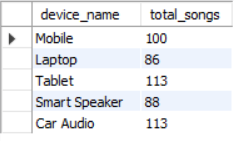 device_name total_songs
Mobile 100
Laptop 86
Tablet 113
Smart Speaker 88
Car Audio 113